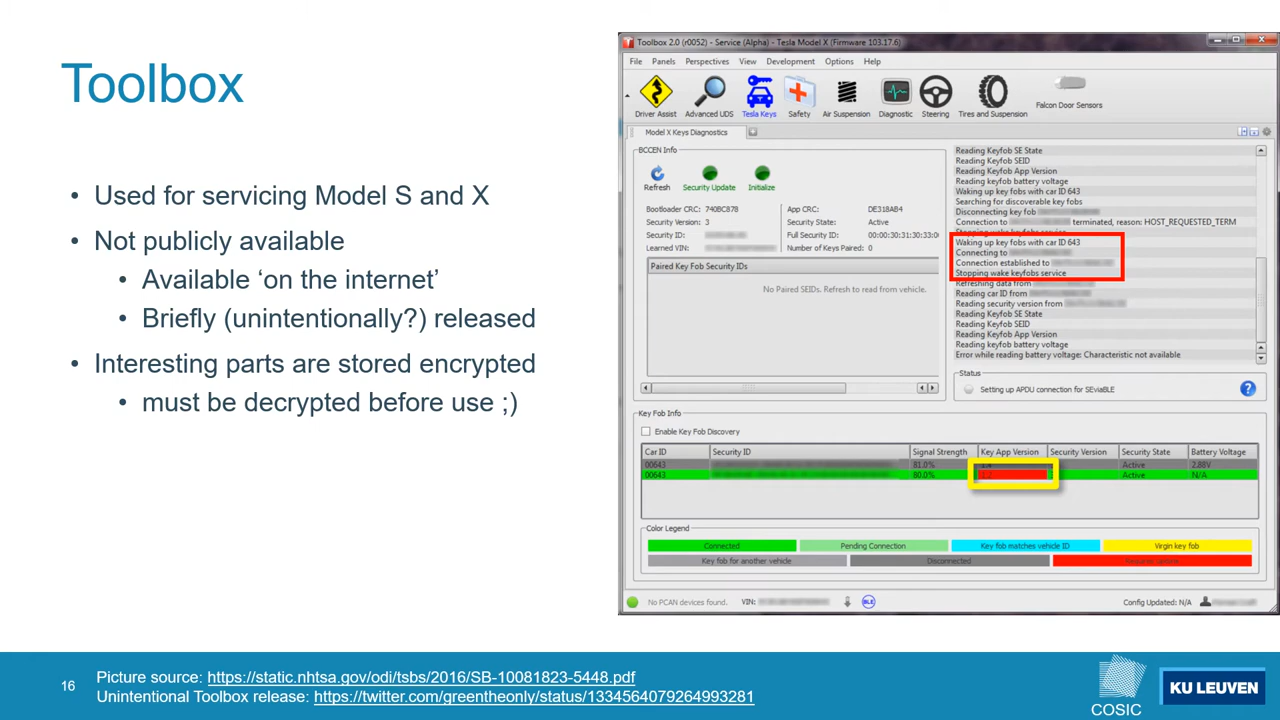 Toolbox
• Used for servicing Model S and X
• Not publicly available
• Available ‘on the internet’
• Briefly (unintentionally?) released
• Interesting parts are stored encrypted
• must be decrypted before use ;)
Toolbox 2.0 (r0052) - Service (Alpha) - Tesla Model X (Firmware 103.17.6)
File Panels Perspectives View Development Options Help
Driver Assist Advanced UDS Tesla Keys Safety Air Suspension Diagnostic Steering Tires and Suspension Falcon Door Sensors
Model X Keys Diagnostics
BCCEN Info
Refresh Security Update Initialize
Bootloader CRC: 740BC878 App CRC: DE318AB4
Security Version: 3 Security State: Active
Security ID: Full Security ID: 00:00:30:31:30:33:00
Learned VIN: Number of Keys Paired: 0
Paired Key Fob Security IDs
No Paired SEIDs. Refresh to read from vehicle.
Reading Keyfob SE State
Reading Keyfob SEID
Reading Keyfob App Version
Reading keyfob battery voltage
Waking up key fobs with car ID 643
Searching for discoverable key fobs
Disconnecting key fob
Connection to terminated, reason: HOST_REQUESTED_TERM
Stopping wake keyfobs service
Waking up key fobs with car ID 643
Connecting to
Connection established to
Stopping wake keyfobs service
Refreshing data from
Reading car ID from
Reading security version from
Reading Keyfob SE State
Reading Keyfob SEID
Reading Keyfob App Version
Reading keyfob battery voltage
Error while reading battery voltage: Characteristic not available
Status
Setting up APDU connection for SEviaBLE
Key Fob Info
Enable Key Fob Discovery
Car ID Security ID Signal Strength Key App Version Security Version Security State Battery Voltage
00643 81.0% 1.4 Active 2.88V
00643 80.0% 1.2 Active N/A
Color Legend
Connected Pending Connection Key fob matches vehicle ID Virgin key fob
Key fob for another vehicle Disconnected
No PCAN devices found. VIN: BLE Config Updated: N/A
16
Picture source: https://static.nhtsa.gov/odi/tsbs/2016/SB-10081823-5448.pdf
Unintentional Toolbox release: https://twitter.com/greentheonly/status/1334564079264993281
COSIC
KU LEUVEN